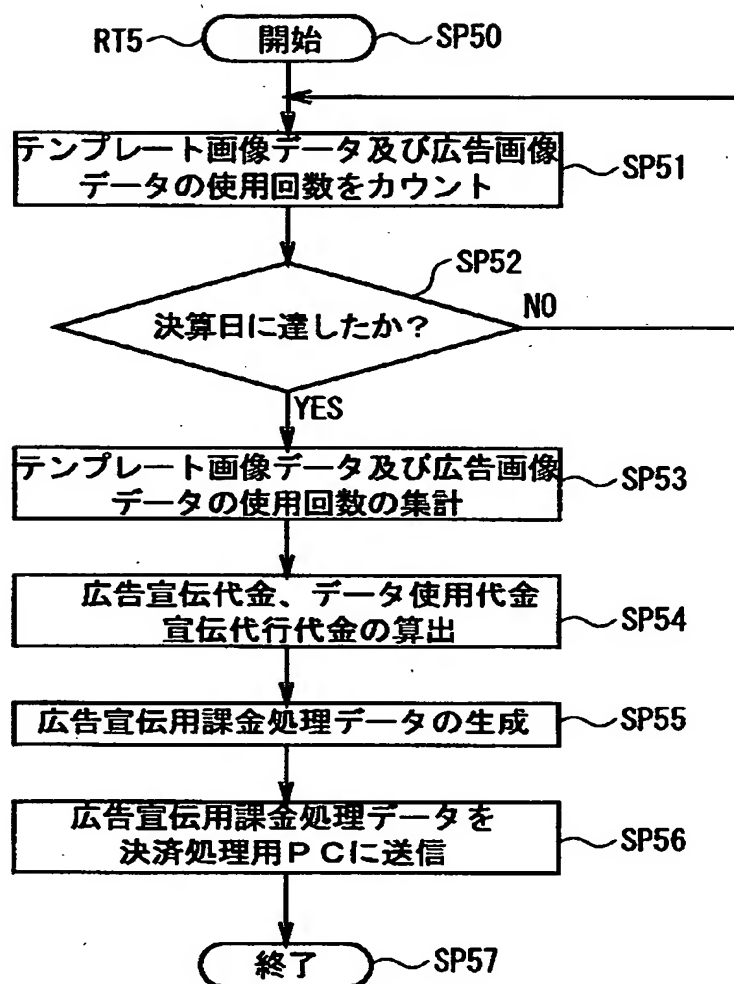 RT5 開始 SP50
テンプレート画像データ及び広告画像
データの使用回数をカウント
SP51
SP52
決算日に達したか?
NO
YES
テンプレート画像データ及び広告画像
データの使用回数の集計
SP53
広告宣伝代金、データ使用代金
宣伝代行代金の算出
SP54
広告宣伝用課金処理データの生成
SP55
広告宣伝用課金処理データを
決済処理用PCに送信
SP56
終了 SP57